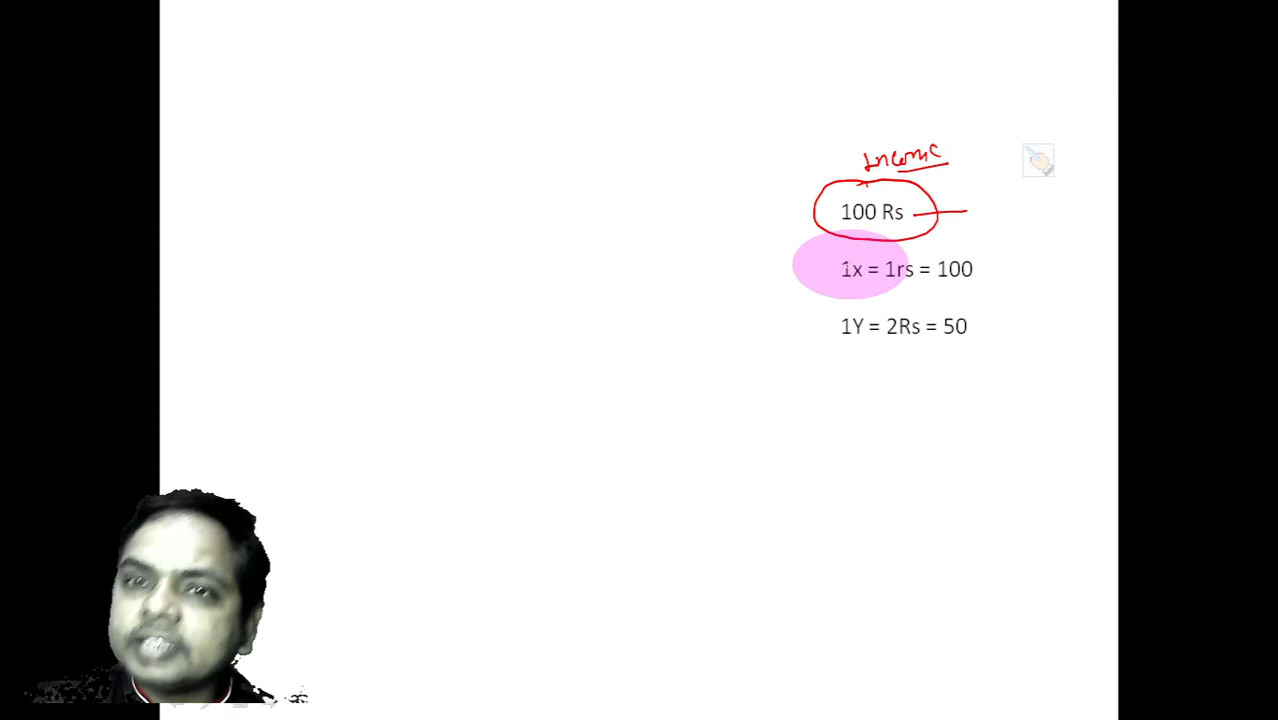 Income
100 Rs
1x = 1rs = 100
1Y = 2Rs = 50